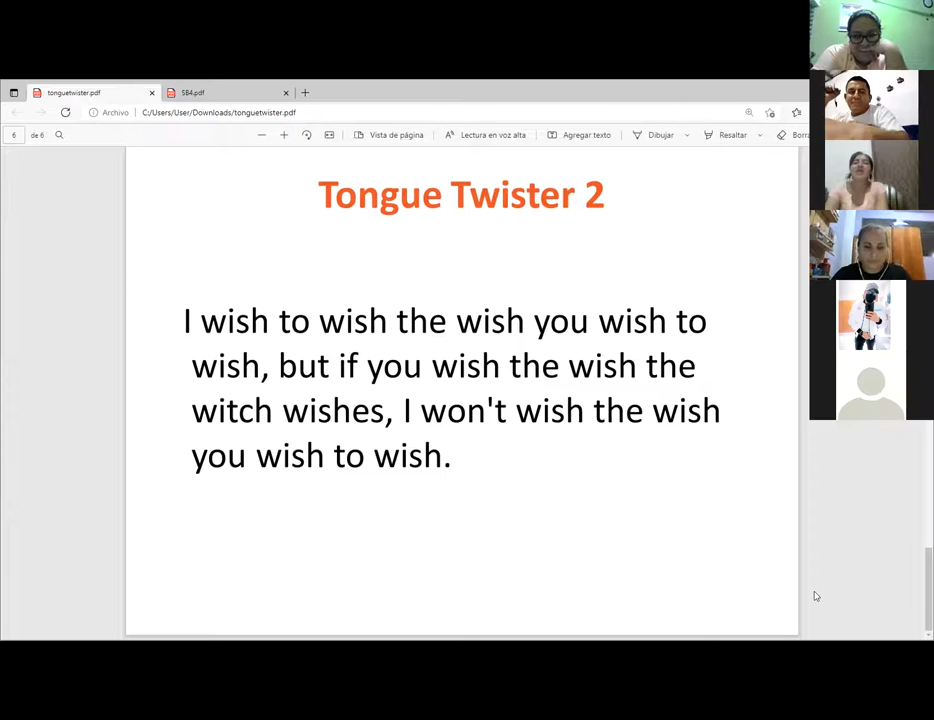 tonguetwister.pdf
SB4.pdf
Archivo
C:/Users/User/Downloads/tonguetwister.pdf
6 de 6
Vista de página
Lectura en voz alta
Agregar texto
Dibujar
Resaltar
Borra
Tongue Twister 2
I wish to wish the wish you wish to
wish, but if you wish the wish the
witch wishes, I won't wish the wish
you wish to wish.